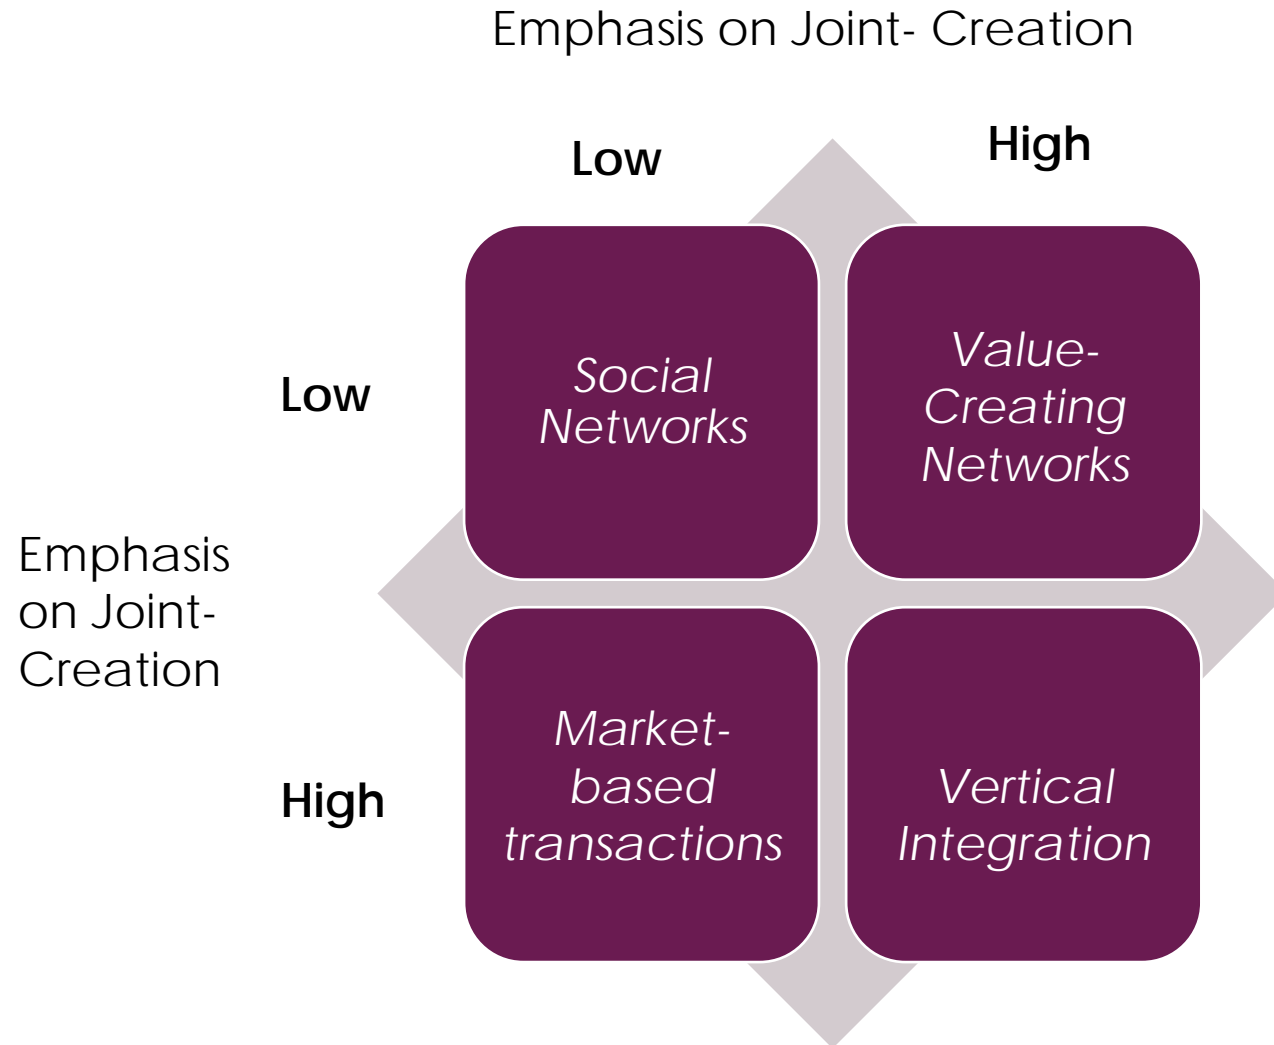 Emphasis on Joint- Creation
Low
High
Low
Social
Networks
Value-
Creating
Networks
Emphasis
on Joint-
Creation
High
Market-
based
transactions
Vertical
Integration